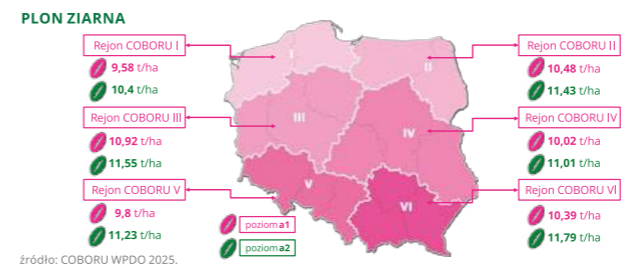 PLON ZIARNA
Rejon COBORU I
9,58 t/ha
10,4 t/ha
Rejon COBORU II
10,48 t/ha
11,43 t/ha
Rejon COBORU III
10,92 t/ha
11,55 t/ha
Rejon COBORU IV
10,02 t/ha
11,01 t/ha
Rejon COBORU V
9,8 t/ha
11,23 t/ha
Rejon COBORU VI
10,39 t/ha
11,79 t/ha
I
II
III
IV
V
VI
poziom a1
poziom a2
źródło: COBORU WPDO 2025.